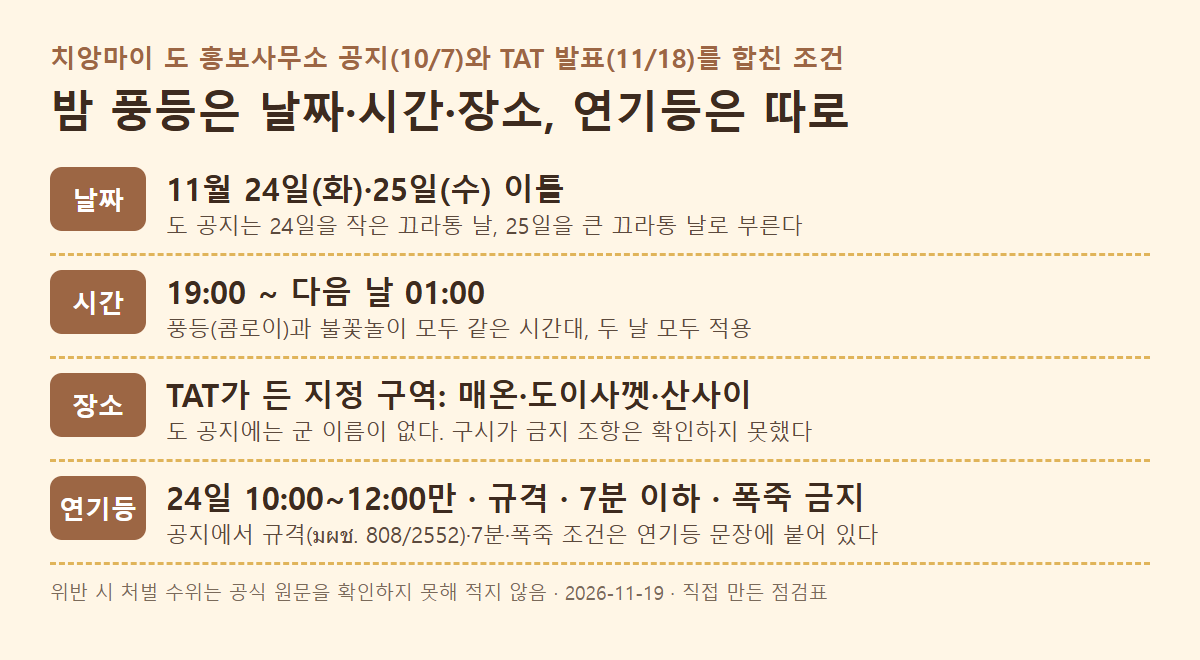 치앙마이 도 홍보사무소 공지(10/7)와 TAT 발표(11/18)를 합친 조건
밤 풍등은 날짜·시간·장소, 연기등은 따로
날짜
11월 24일(화)·25일(수) 이틀
도 공지는 24일을 작은 끄라통 날, 25일을 큰 끄라통 날로 부른다
시간
19:00 ~ 다음 날 01:00
풍등(콤로이)과 불꽃놀이 모두 같은 시간대, 두 날 모두 적용
장소
TAT가 든 지정 구역: 매온·도이사껫·산사이
도 공지에는 군 이름이 없다. 구시가 금지 조항은 확인하지 못했다
연기등
24일 10:00~12:00만 · 규격 · 7분 이하 · 폭죽 금지
공지에서 규격(มผช. 808/2552)·7분·폭죽 조건은 연기등 문장에 붙어 있다
위반 시 처벌 수위는 공식 원문을 확인하지 못해 적지 않음 · 2026-11-19 · 직접 만든 점검표